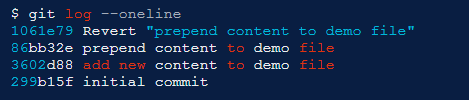 $ git log --oneline
1061e79 Revert "prepend content to demo file"
86bb32e prepend content to demo file
3602d88 add new content to demo file
299b15f initial commit